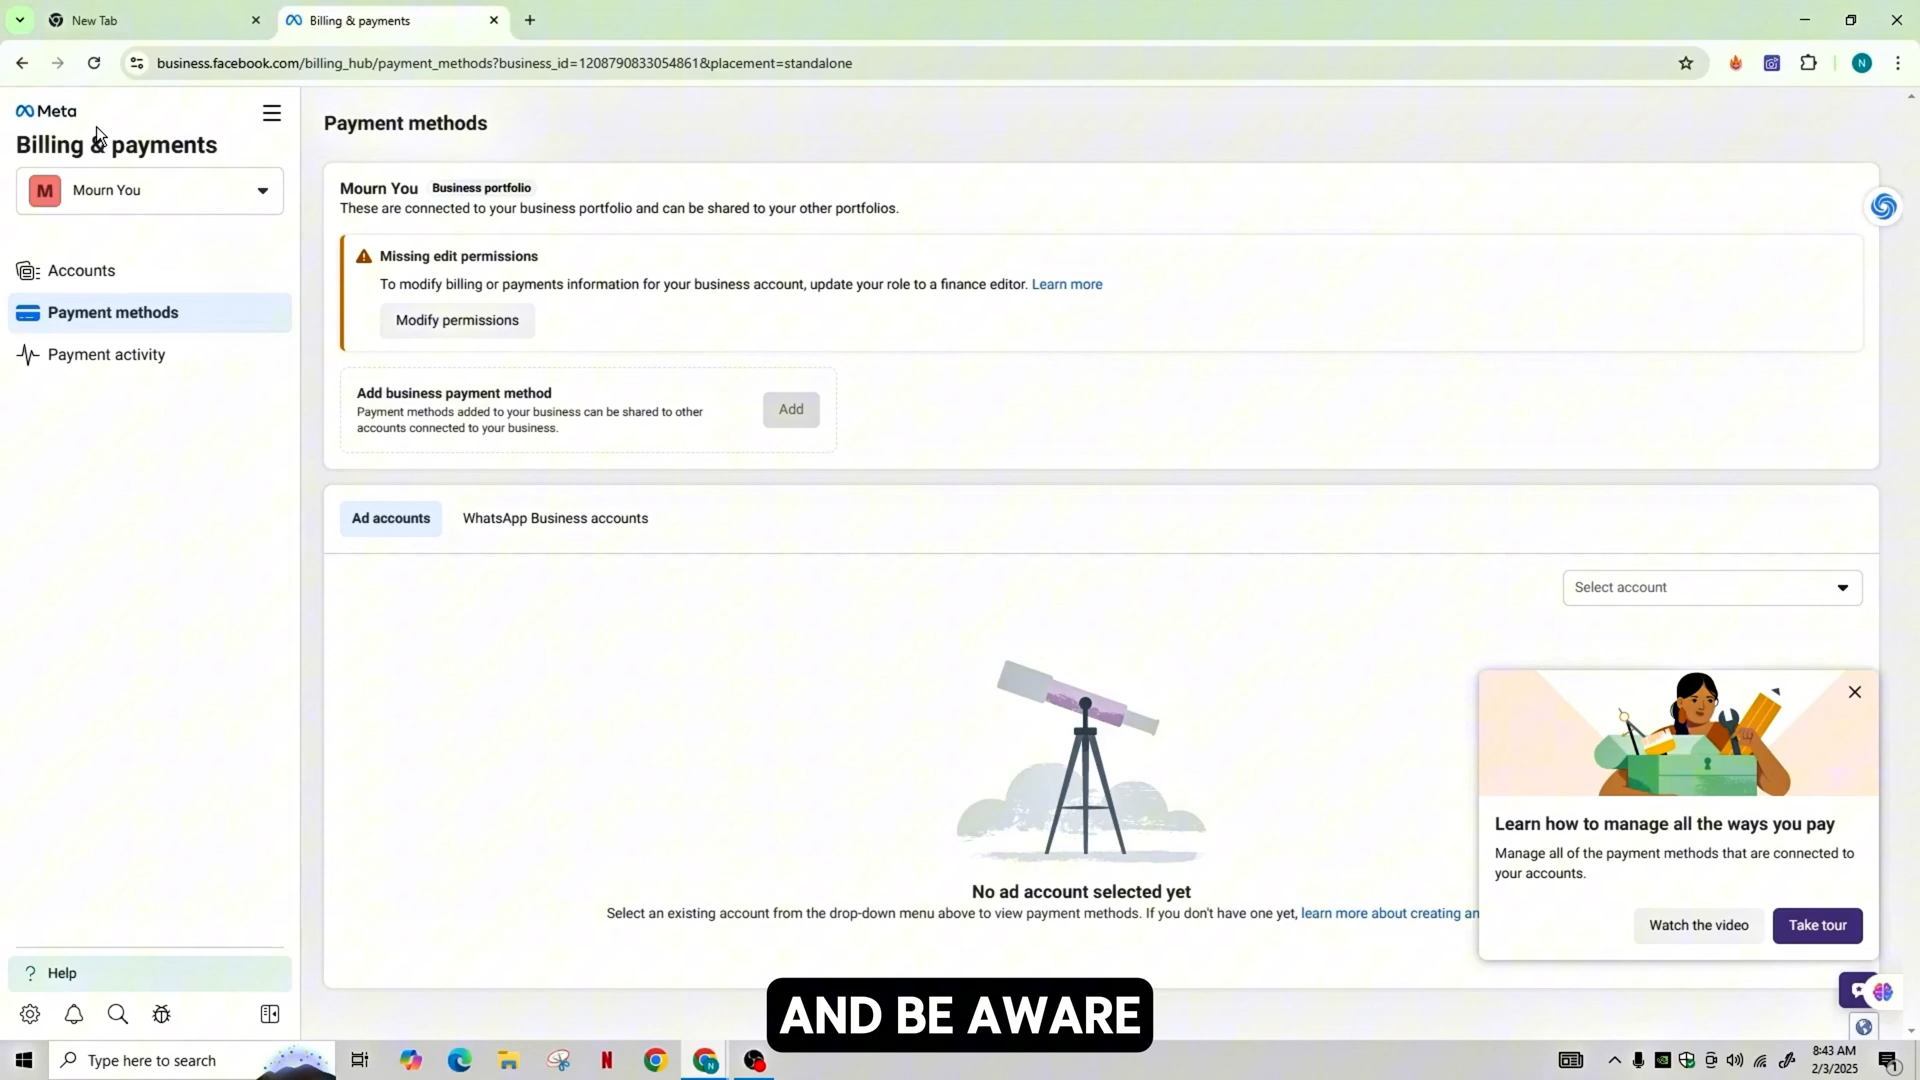 New Tab
Billing & payments
business.facebook.com/billing_hub/payment_methods?business_id=1208790833054861&placement=standalone
N
Meta
Billing & payments
M
Mourn You
Accounts
Payment methods
Payment activity
Help
Payment methods
Mourn You Business portfolio
These are connected to your business portfolio and can be shared to your other portfolios.
Missing edit permissions
To modify billing or payments information for your business account, update your role to a finance editor. Learn more
Modify permissions
Add business payment method
Payment methods added to your business can be shared to other
accounts connected to your business.
Add
Ad accounts
WhatsApp Business accounts
Select account
No ad account selected yet
Select an existing account from the drop-down menu above to view payment methods. If you don't have one yet, learn more about creating an
Learn how to manage all the ways you pay
Manage all of the payment methods that are connected to
your accounts.
Watch the video
Take tour
AND BE AWARE
Type here to search
8:43 AM
2/3/2025
1